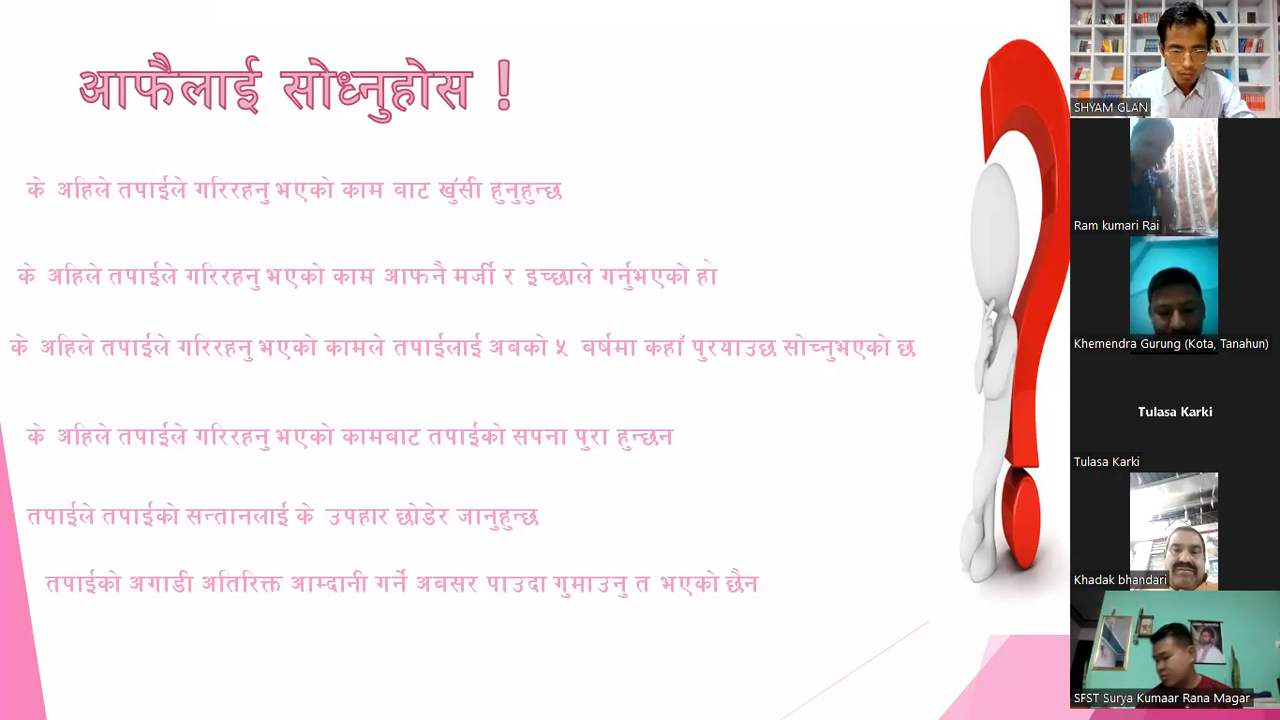 आफैलाई सोध्नुहोस !
के अहिले तपाईले गरिरहनु भएको काम बाट खुंसी हुनुहुन्छ
के अहिले तपाईले गरिरहनु भएको काम आफनै मर्जी र इच्छाले गर्नुभएको हो
के अहिले तपाईले गरिरहनु भएको कामले तपाईलाई अबको ५ बर्षमा कहाँ पुरयाउछ सोच्नुभएको छ
के अहिले तपाईले गरिरहनु भएको कामबाट तपाईको सपना पुरा हुन्छन
तपाईले तपाईको सन्तानलाई के उपहार छोडेर जानुहुन्छ
तपाईको अगाडी अतिरिक्त आम्दानी गर्ने अबसर पाउदा गुमाउनु त भएको छैन
SHYAM GLAN
Ram kumari Rai
Khemendra Gurung (Kota, Tanahun)
Tulasa Karki
Tulasa Karki
Khadak bhandari
SFST Surya Kumaar Rana Magar